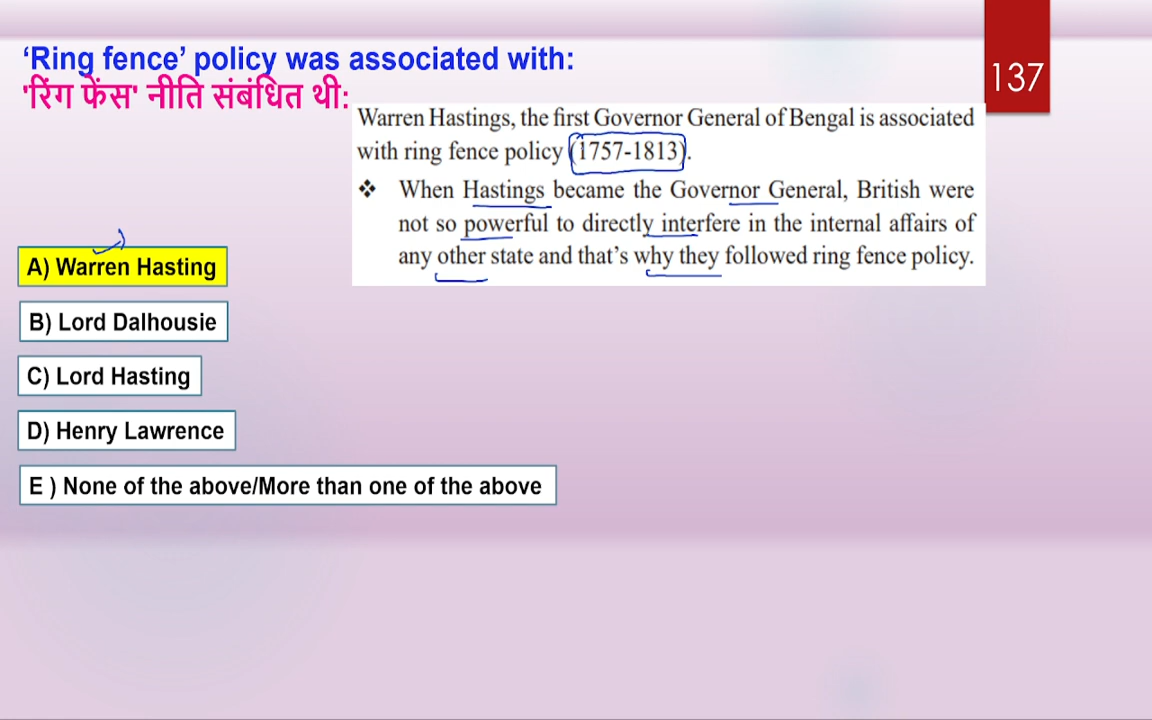 ‘Ring fence’ policy was associated with:
'रिंग फेंस' नीति संबंधित थी:
137
Warren Hastings, the first Governor General of Bengal is associated
with ring fence policy (1757-1813).
❖ When Hastings became the Governor General, British were
not so powerful to directly interfere in the internal affairs of
any other state and that’s why they followed ring fence policy.
A) Warren Hasting
B) Lord Dalhousie
C) Lord Hasting
D) Henry Lawrence
E ) None of the above/More than one of the above